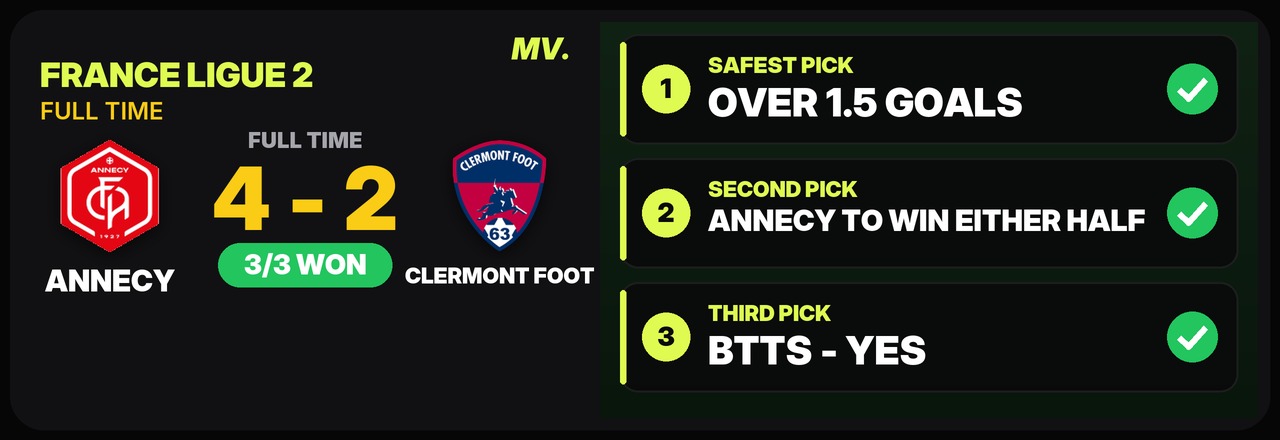 MV.
FRANCE LIGUE 2
FULL TIME
FULL TIME
4 - 2
3/3 WON
ANNECY
FCA
1927
ANNECY
CLERMONT FOOT
63
CLERMONT FOOT
1
SAFEST PICK
OVER 1.5 GOALS
2
SECOND PICK
ANNECY TO WIN EITHER HALF
3
THIRD PICK
BTTS - YES